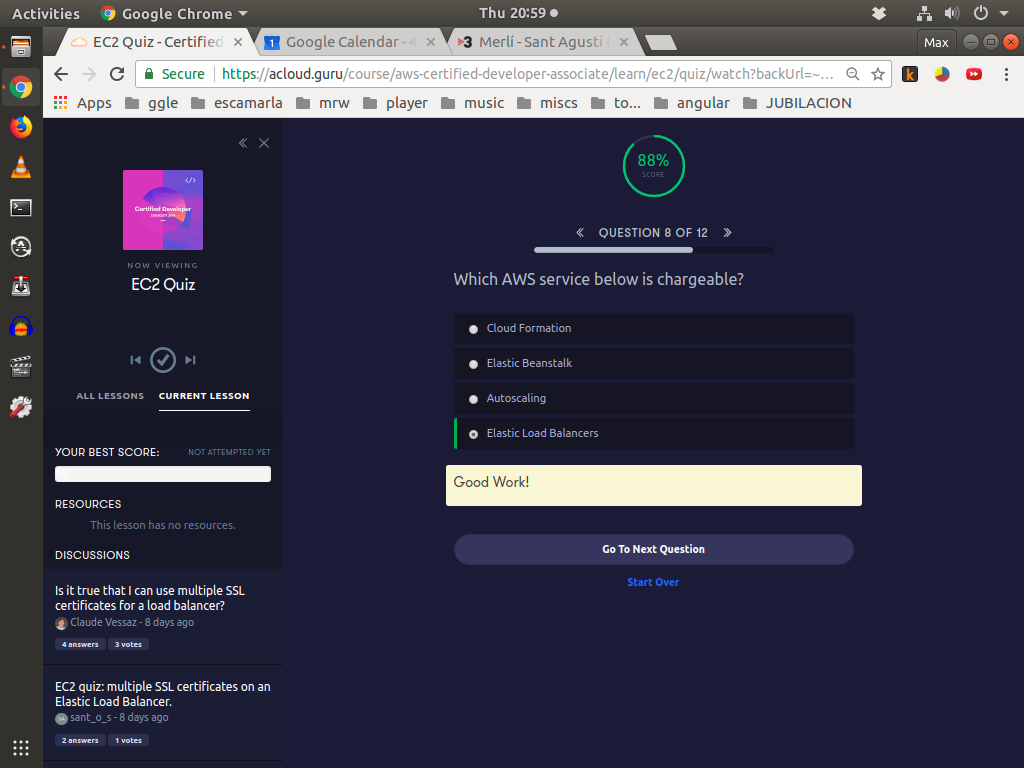 Activities
Google Chrome
Thu 20:59
EC2 Quiz - Certified
Google Calendar - 4
Merlí - Sant Agustí (
Max
Secure
https://acloud.guru/course/aws-certified-developer-associate/learn/ec2/quiz/watch?backUrl=~...
Apps
ggle
escamarla
mrw
player
music
miscs
to...
angular
JUBILACION
Certified Developer
NOW VIEWING
EC2 Quiz
ALL LESSONS
CURRENT LESSON
YOUR BEST SCORE:
NOT ATTEMPTED YET
RESOURCES
This lesson has no resources.
DISCUSSIONS
Is it true that I can use multiple SSL
certificates for a load balancer?
Claude Vessaz - 8 days ago
4 answers
3 votes
EC2 quiz: multiple SSL certificates on an
Elastic Load Balancer.
sant_o_s - 8 days ago
2 answers
1 votes
88%
SCORE
QUESTION 8 OF 12
Which AWS service below is chargeable?
Cloud Formation
Elastic Beanstalk
Autoscaling
Elastic Load Balancers
Good Work!
Go To Next Question
Start Over